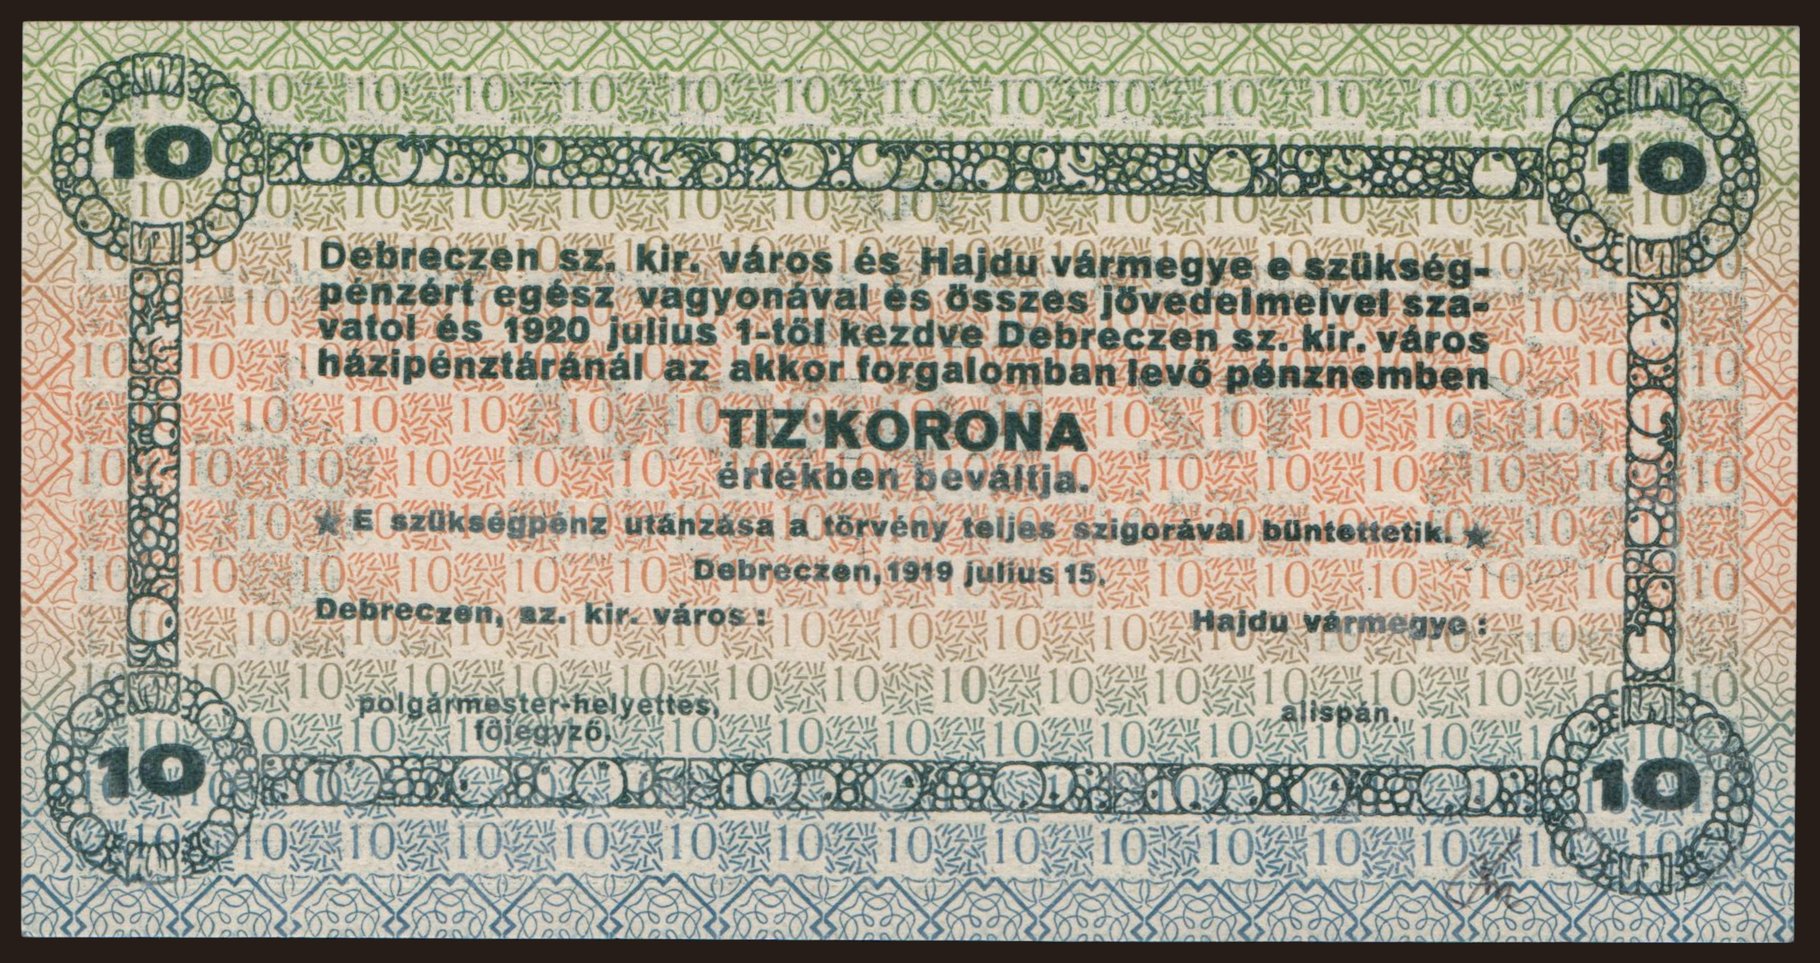 10 10
Debreczen sz. kir. város és Hajdu vármegye e szükség-
pénzért egész vagyonával és összes jövedelmeivel sza-
vatol és 1920 julius 1-től kezdve Debreczen sz. kir. város
házipénztáránál az akkor forgalomban levő pénznemben
TIZ KORONA
értékben beváltja.
★ E szükségpénz utánzása a törvény teljes szigorával büntettetik. ★
Debreczen, 1919 julius 15.
Debreczen, sz. kir. város : Hajdu vármegye :
polgármester-helyettes, alispán.
főjegyző.
10 10